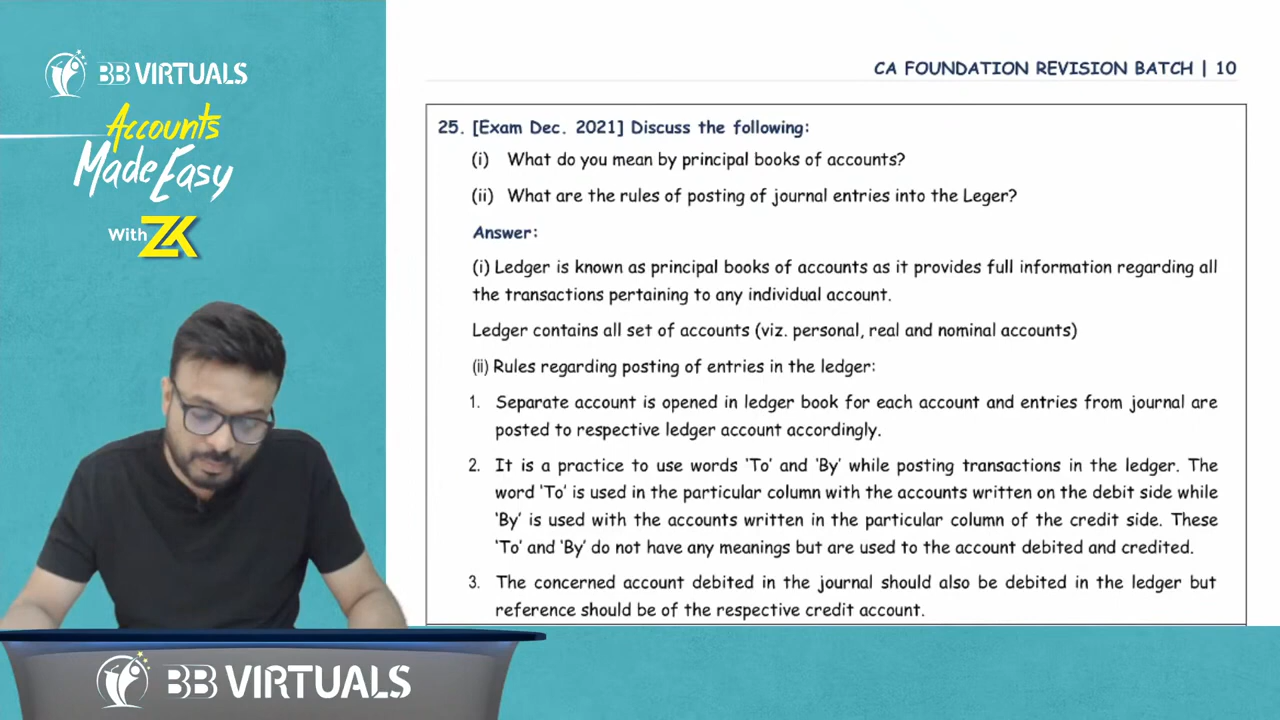 BB VIRTUALS
Accounts
Made Easy
With ZK
CA FOUNDATION REVISION BATCH | 10
25. [Exam Dec. 2021] Discuss the following:
(i) What do you mean by principal books of accounts?
(ii) What are the rules of posting of journal entries into the Leger?
Answer:
(i) Ledger is known as principal books of accounts as it provides full information regarding all
the transactions pertaining to any individual account.
Ledger contains all set of accounts (viz. personal, real and nominal accounts)
(ii) Rules regarding posting of entries in the ledger:
1. Separate account is opened in ledger book for each account and entries from journal are
posted to respective ledger account accordingly.
2. It is a practice to use words 'To' and 'By' while posting transactions in the ledger. The
word 'To' is used in the particular column with the accounts written on the debit side while
'By' is used with the accounts written in the particular column of the credit side. These
'To' and 'By' do not have any meanings but are used to the account debited and credited.
3. The concerned account debited in the journal should also be debited in the ledger but
reference should be of the respective credit account.
BB VIRTUALS